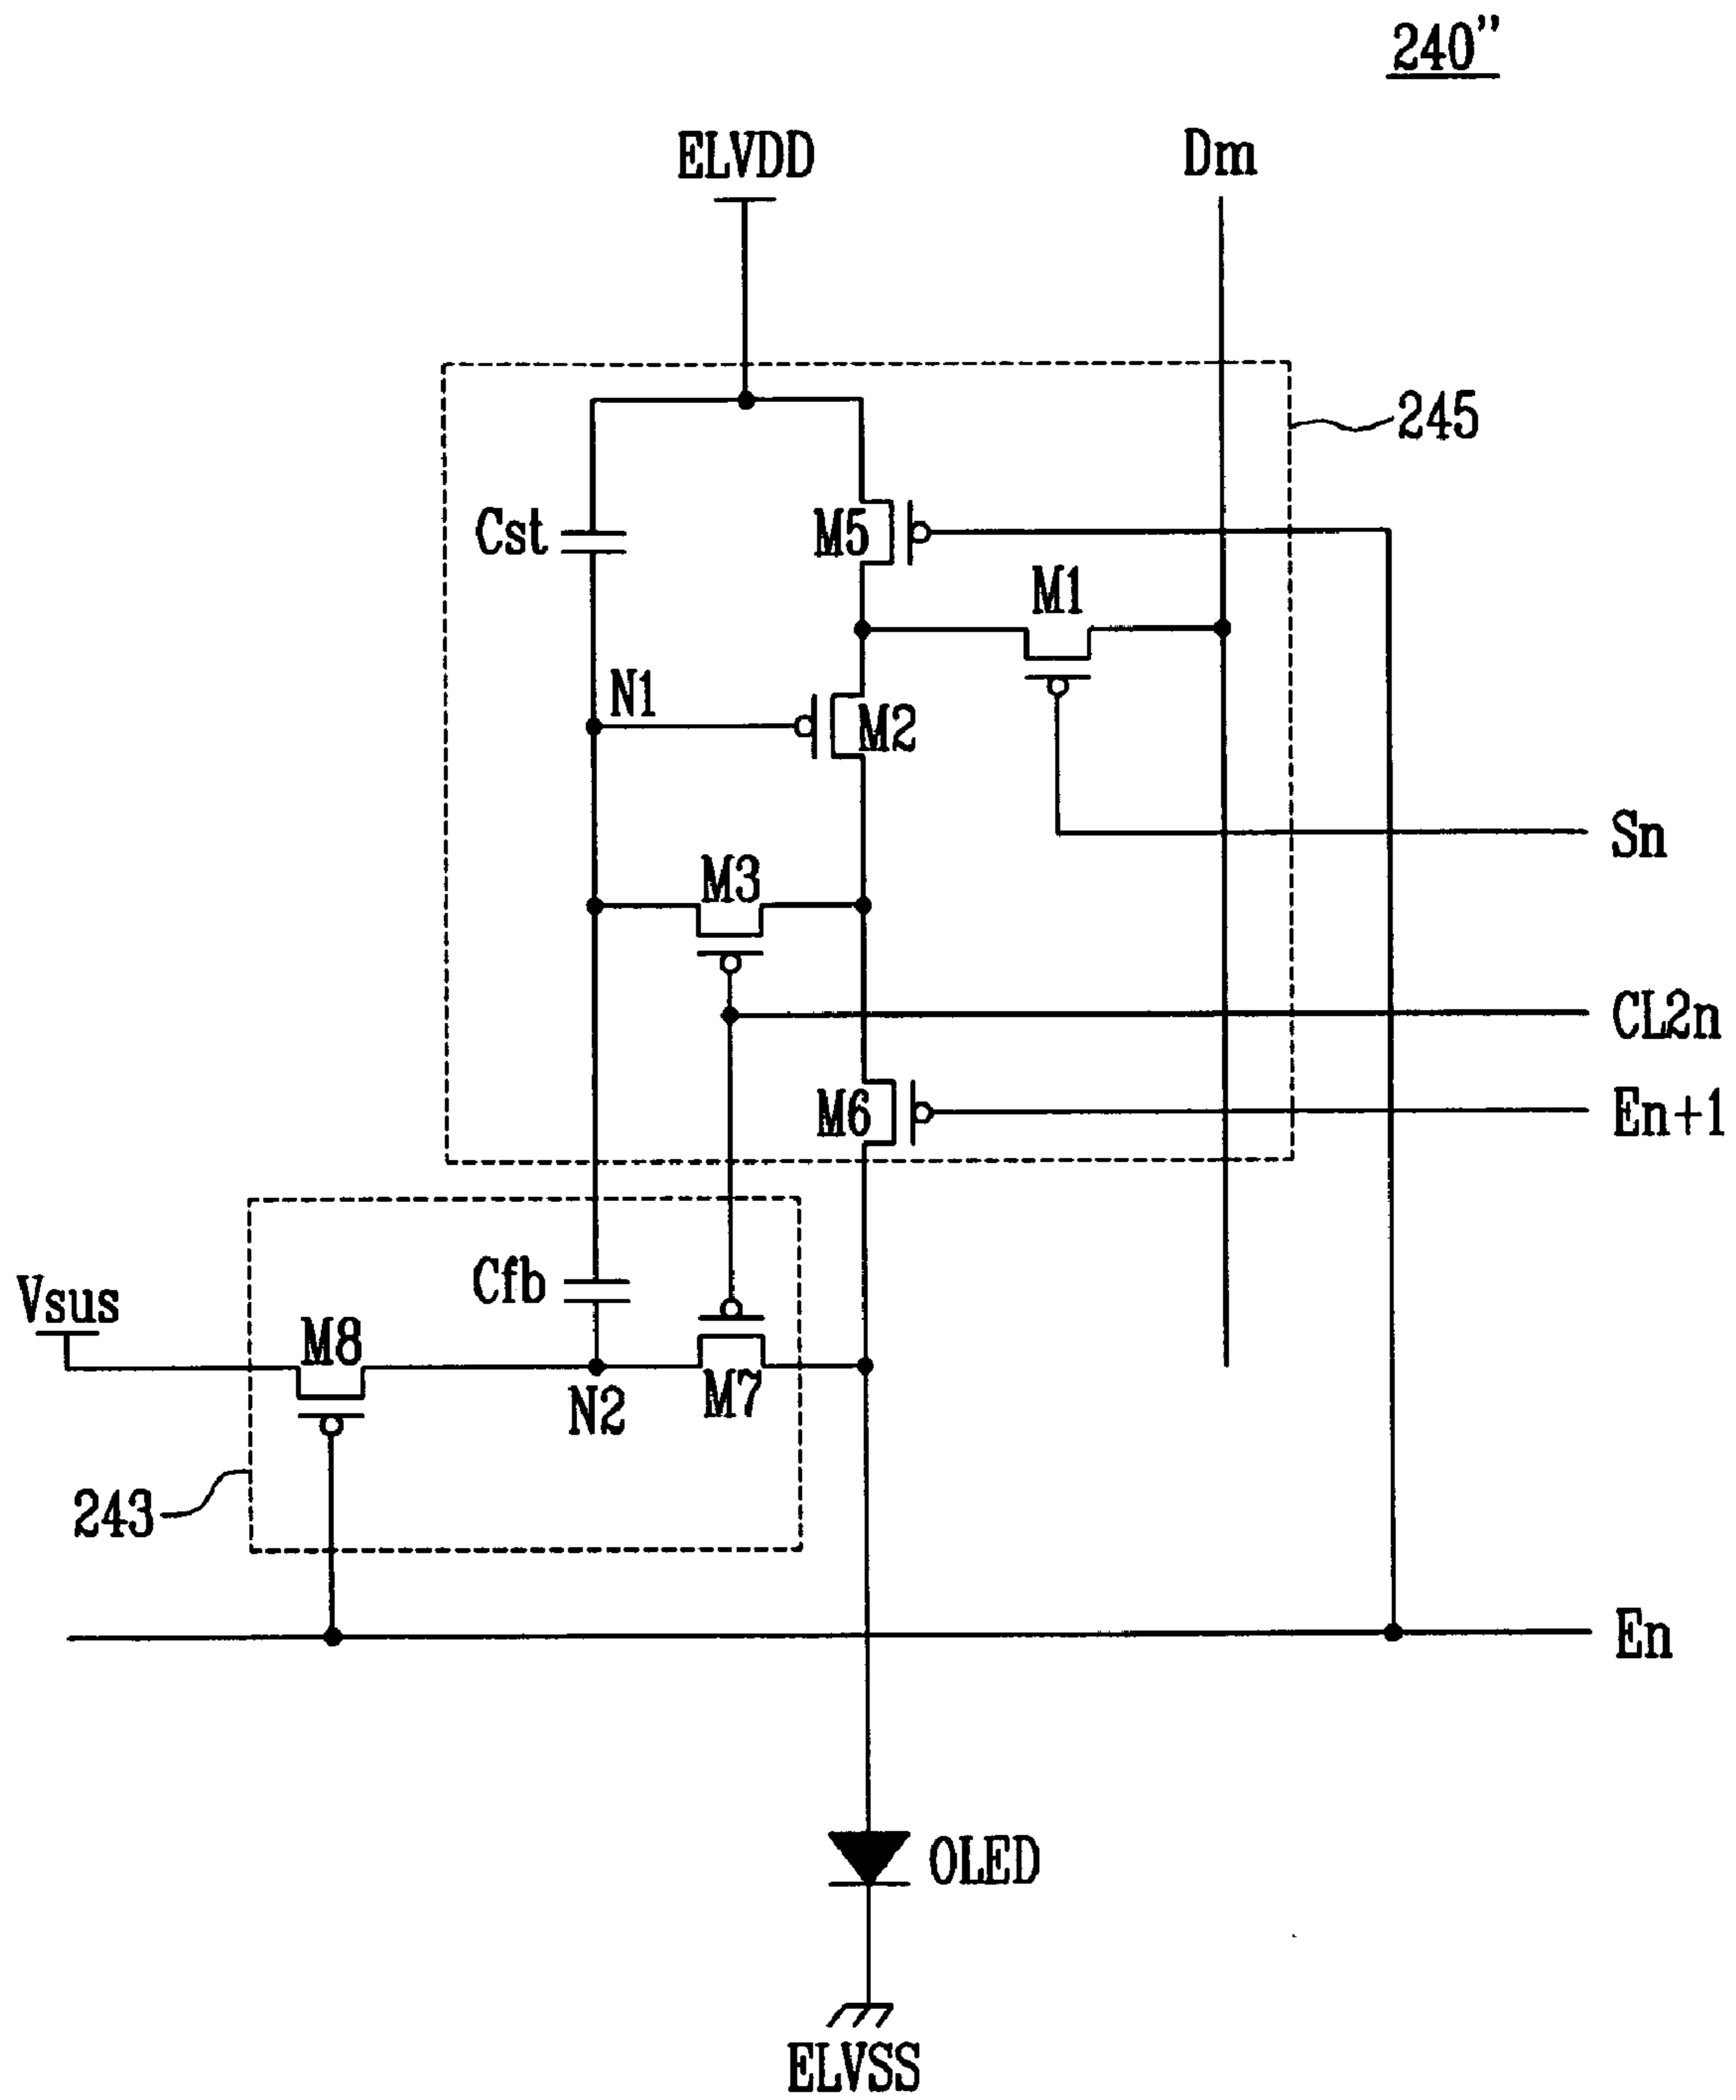 240"
ELVDD
Dm
245
Cst
M5
M1
N1
M2
Sn
M3
CL2n
En+1
M6
Cfb
Vsus
M8
M7
N2
243
En
OLED
ELVSS